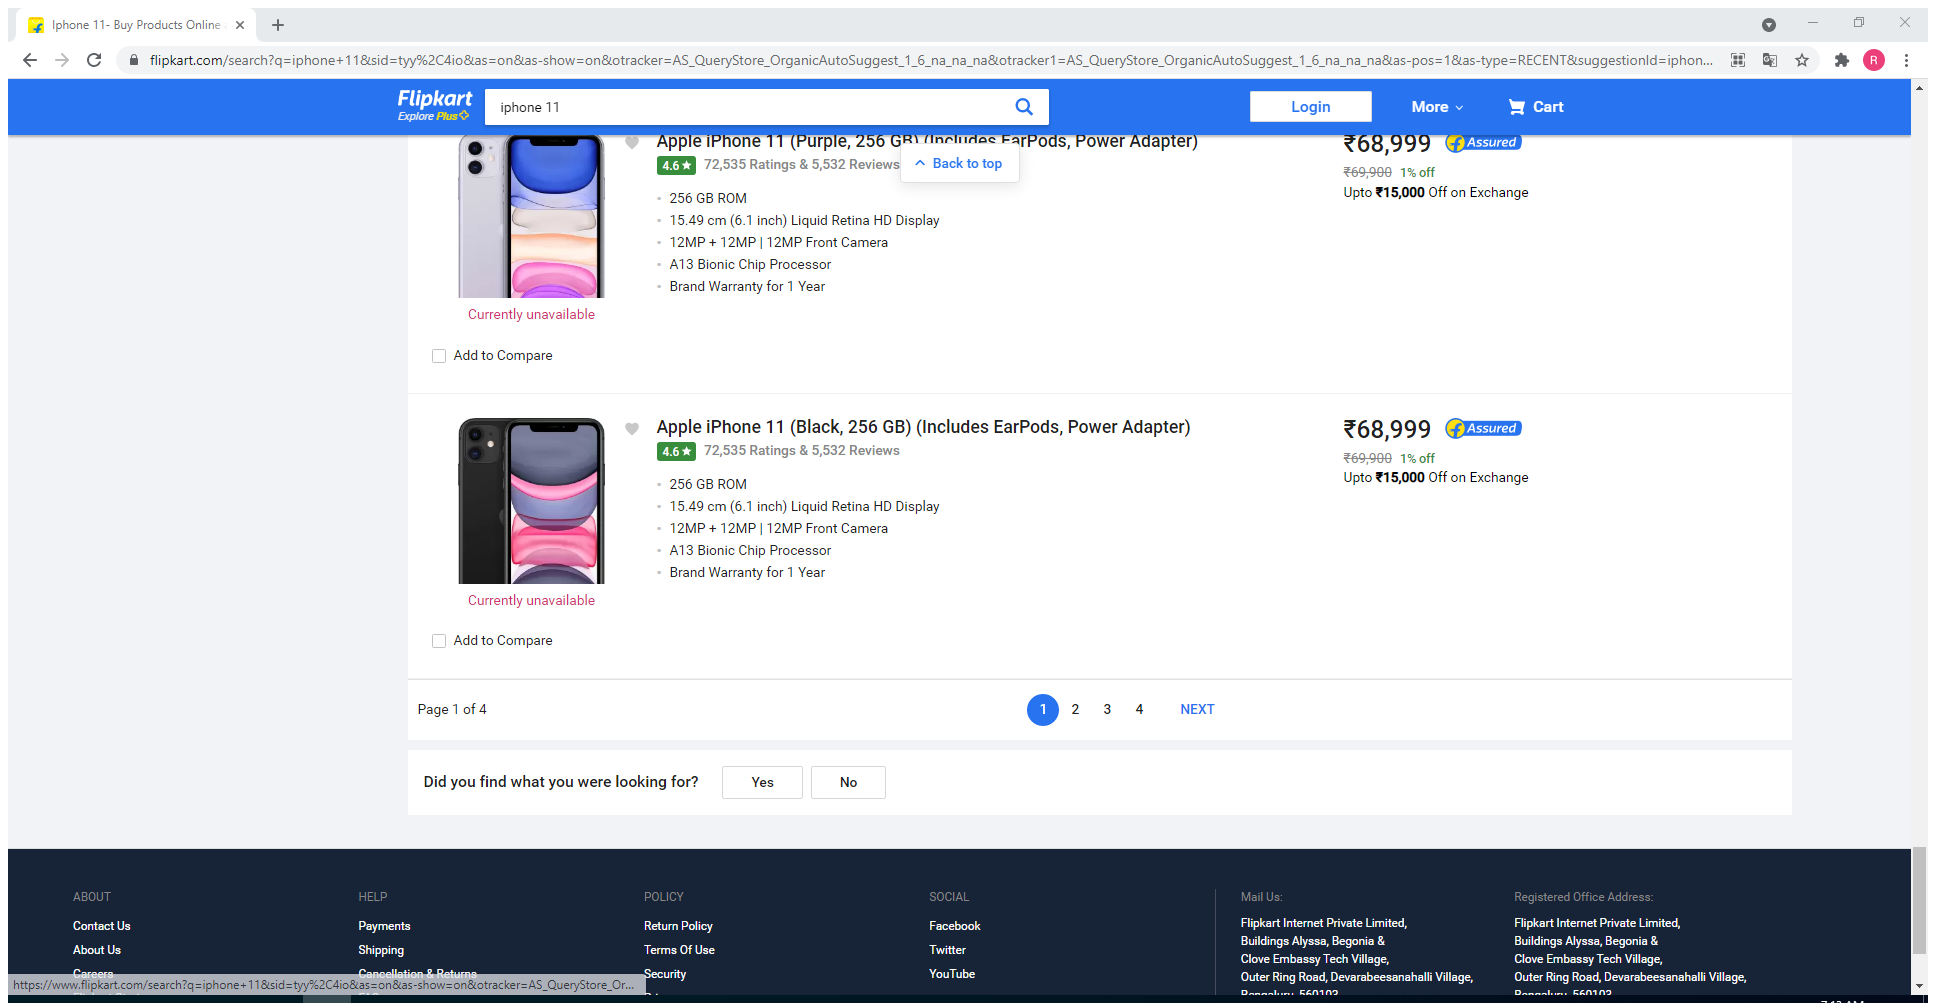 Iphone 11- Buy Products Online
flipkart.com/search?q=iphone+11&sid=tyy%2C4io&as=on&as-show=on&otracker=AS_QueryStore_OrganicAutoSuggest_1_6_na_na_na&otracker1=AS_QueryStore_OrganicAutoSuggest_1_6_na_na_na&as-pos=1&as-type=RECENT&suggestionId=iphon...
R
Flipkart
Explore Plus
iphone 11
Login
More
Cart
Apple iPhone 11 (Purple, 256 GB) (Includes EarPods, Power Adapter)
4.6★ 72,535 Ratings & 5,532 Reviews
Back to top
256 GB ROM
15.49 cm (6.1 inch) Liquid Retina HD Display
12MP + 12MP | 12MP Front Camera
A13 Bionic Chip Processor
Brand Warranty for 1 Year
₹68,999 Assured
₹69,900 1% off
Upto ₹15,000 Off on Exchange
Currently unavailable
Add to Compare
Apple iPhone 11 (Black, 256 GB) (Includes EarPods, Power Adapter)
4.6★ 72,535 Ratings & 5,532 Reviews
256 GB ROM
15.49 cm (6.1 inch) Liquid Retina HD Display
12MP + 12MP | 12MP Front Camera
A13 Bionic Chip Processor
Brand Warranty for 1 Year
₹68,999 Assured
₹69,900 1% off
Upto ₹15,000 Off on Exchange
Currently unavailable
Add to Compare
Page 1 of 4
1 2 3 4 NEXT
Did you find what you were looking for? Yes No
ABOUT
Contact Us
About Us
Careers
HELP
Payments
Shipping
Cancellation & Returns
POLICY
Return Policy
Terms Of Use
Security
SOCIAL
Facebook
Twitter
YouTube
Mail Us:
Flipkart Internet Private Limited,
Buildings Alyssa, Begonia &
Clove Embassy Tech Village,
Outer Ring Road, Devarabeesanahalli Village,
Bengaluru, 560103
Registered Office Address:
Flipkart Internet Private Limited,
Buildings Alyssa, Begonia &
Clove Embassy Tech Village,
Outer Ring Road, Devarabeesanahalli Village,
Bengaluru, 560103
https://www.flipkart.com/search?q=iphone+11&sid=tyy%2C4io&as=on&as-show=on&otracker=AS_QueryStore_Or...